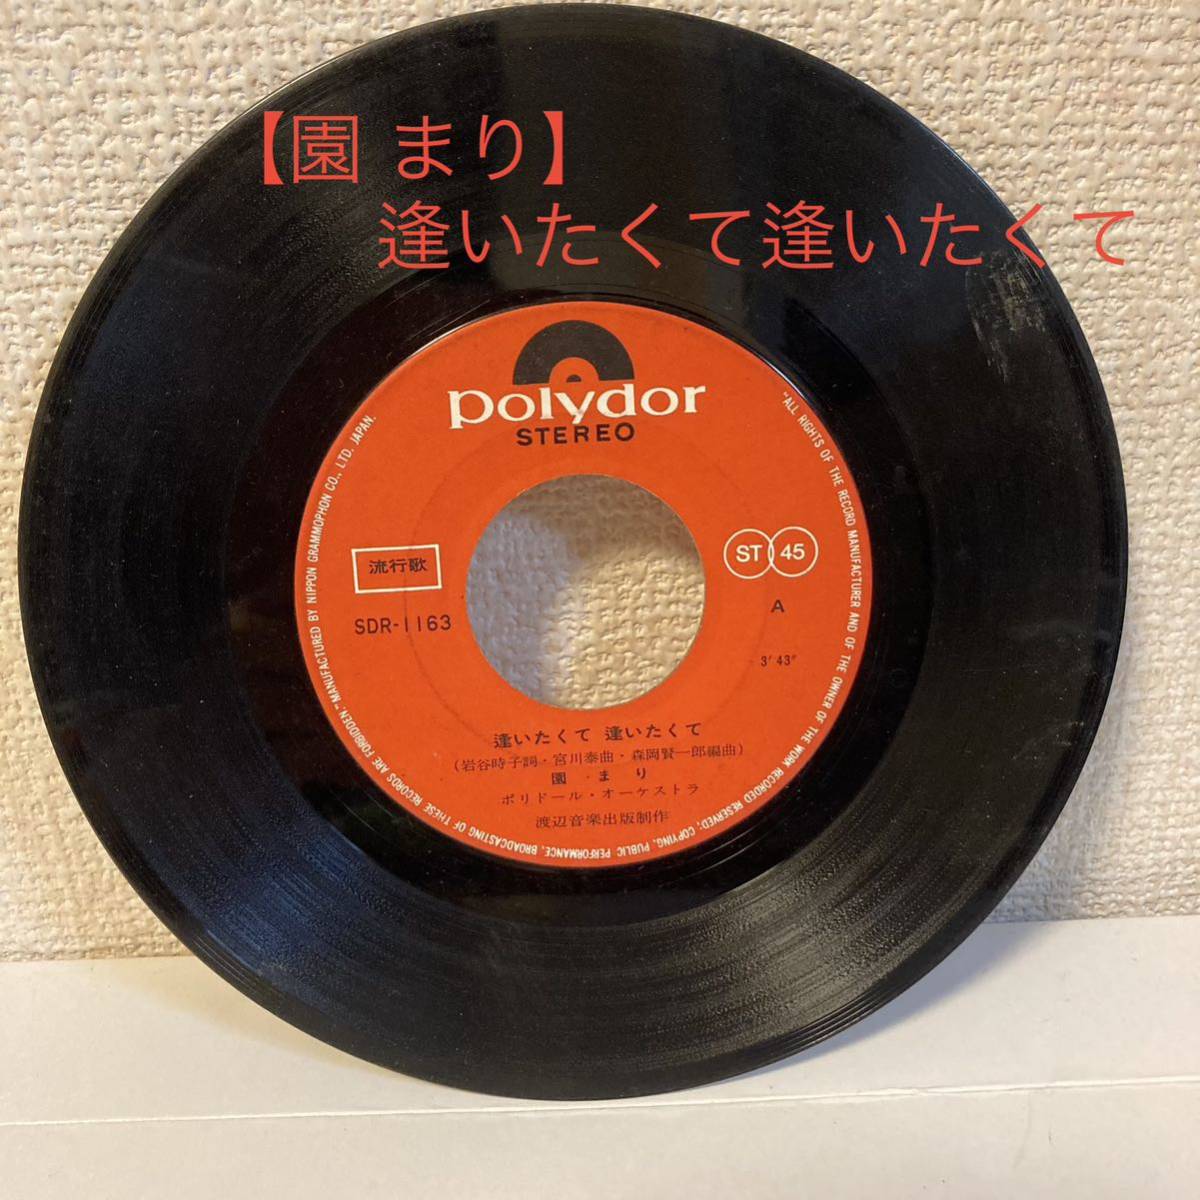 【園 まり】
逢いたくて逢いたくて
polydor
STEREO
流行歌
SDR-1163
ST 45
A
3′43″
逢いたくて 逢いたくて
(岩谷時子詞・宮川泰曲・森岡賢一郎編曲)
園 まり
ポリドール・オーケストラ
渡辺音楽出版制作
"ALL RIGHTS OF THE RECORD MANUFACTURER AND OF THE OWNER OF THE WORK RECORDED RESERVED; COPYING, PUBLIC PERFORMANCE, BROADCASTING OF THESE RECORDS ARE FORBIDDEN." MANUFACTURED BY NIPPON GRAMMOPHON CO., LTD. JAPAN.